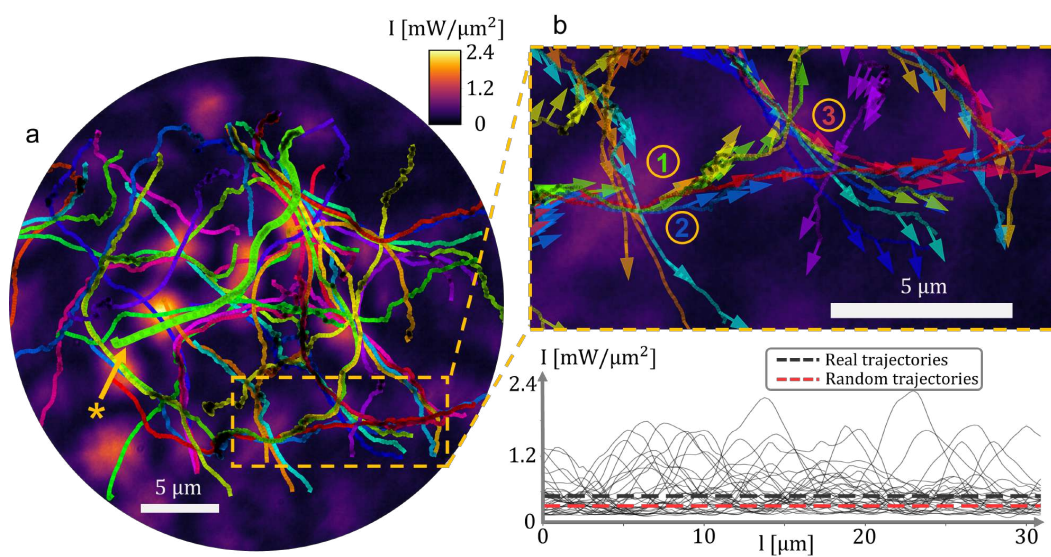 I [mW/μm²]
2.4
1.2
0
a
*
5 μm
b
1
2
3
5 μm
I [mW/μm²]
2.4
1.2
0
Real trajectories
Random trajectories
0
10
20
30
l [μm]